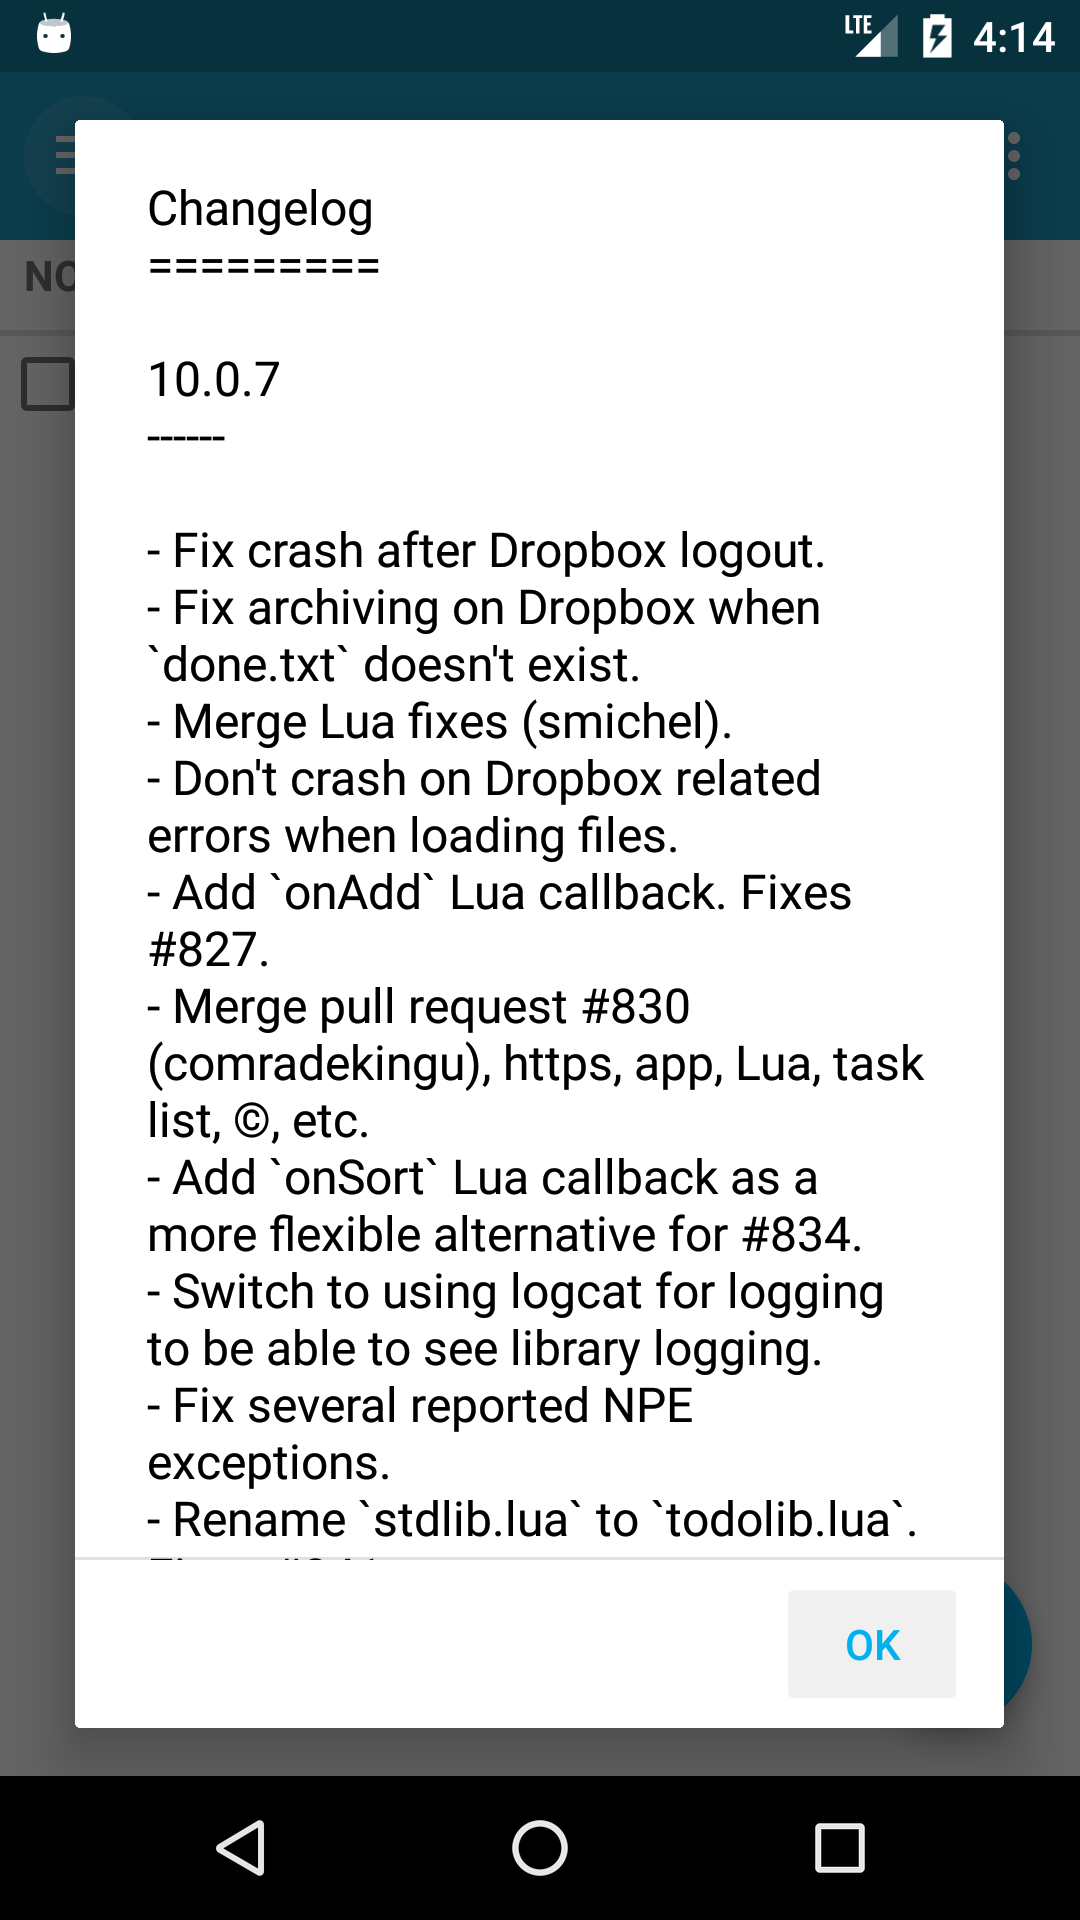 LTE 4:14
Changelog
=========
10.0.7
------
- Fix crash after Dropbox logout.
- Fix archiving on Dropbox when
`done.txt` doesn't exist.
- Merge Lua fixes (smichel).
- Don't crash on Dropbox related
errors when loading files.
- Add `onAdd` Lua callback. Fixes
#827.
- Merge pull request #830
(comradekingu), https, app, Lua, task
list, ©, etc.
- Add `onSort` Lua callback as a
more flexible alternative for #834.
- Switch to using logcat for logging
to be able to see library logging.
- Fix several reported NPE
exceptions.
- Rename `stdlib.lua` to `todolib.lua`.
OK